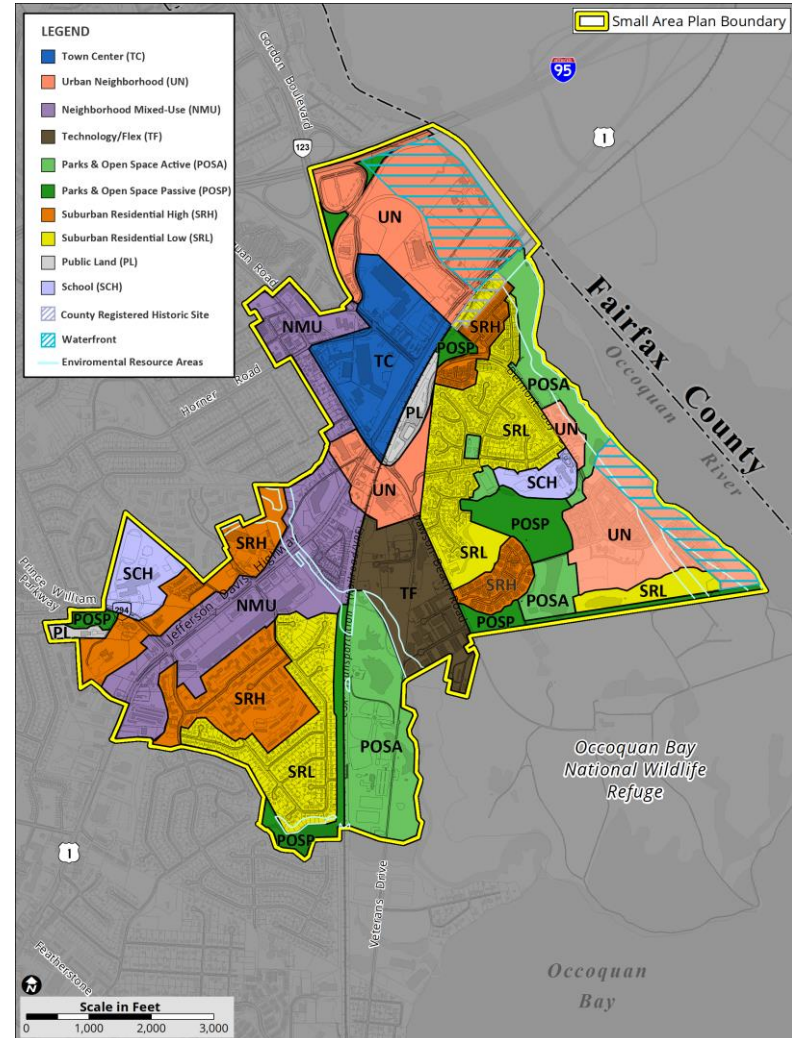 LEGEND
Town Center (TC)
Urban Neighborhood (UN)
Neighborhood Mixed-Use (NMU)
Technology/Flex (TF)
Parks & Open Space Active (POSA)
Parks & Open Space Passive (POSP)
Suburban Residential High (SRH)
Suburban Residential Low (SRL)
Public Land (PL)
School (SCH)
County Registered Historic Site
Waterfront
Enviromental Resource Areas
Small Area Plan Boundary
Gordon Boulevard
95
1
123
UN
Road
NMU
SRH
POSP
TC
Fairfax County
Occoquan
River
Horner Road
POSA
PL
SRL
UN
UN
SCH
POSP
UN
SRH
SRL
SCH
Jefferson Davis Highway
NMU
TF
SRH
POSA
SRL
Prince William
Parkway
294
POSP
PL
POSP
SRH
POSA
SRL
Occoquan Bay
National Wildlife
Refuge
POSP
1
Veterans Drive
Featherstone
Occoquan
Bay
N
Scale in Feet
0 1,000 2,000 3,000